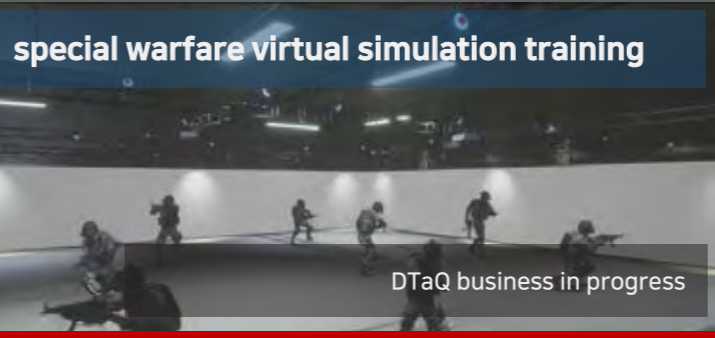 special warfare virtual simulation training
DTaQ business in progress